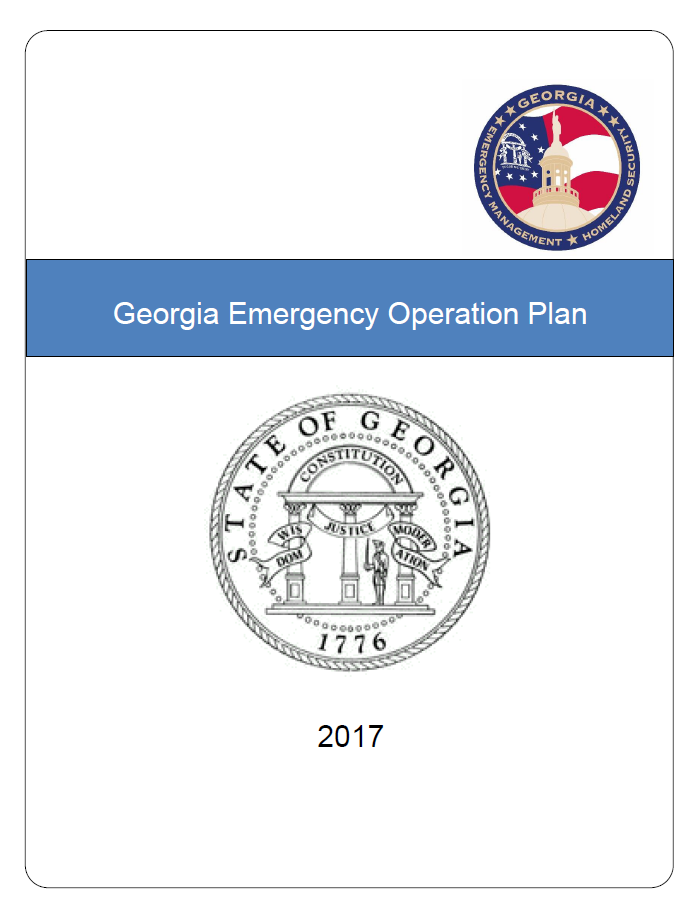 GEORGIA
EMERGENCY MANAGEMENT
HOMELAND SECURITY
Georgia Emergency Operation Plan
STATE OF GEORGIA
CONSTITUTION
WIS
DOM
JUSTICE
MODER
ATION
1776
2017